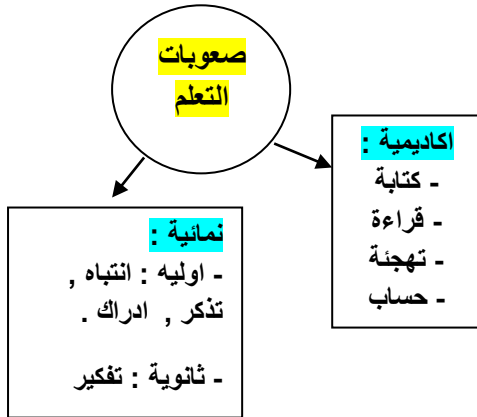 صعوبات
التعلم
اكاديمية :
- كتابة
- قراءة
- تهجئة
- حساب
نمائية :
- اوليه : انتباه ,
تذكر , ادراك .
- ثانوية : تفكير